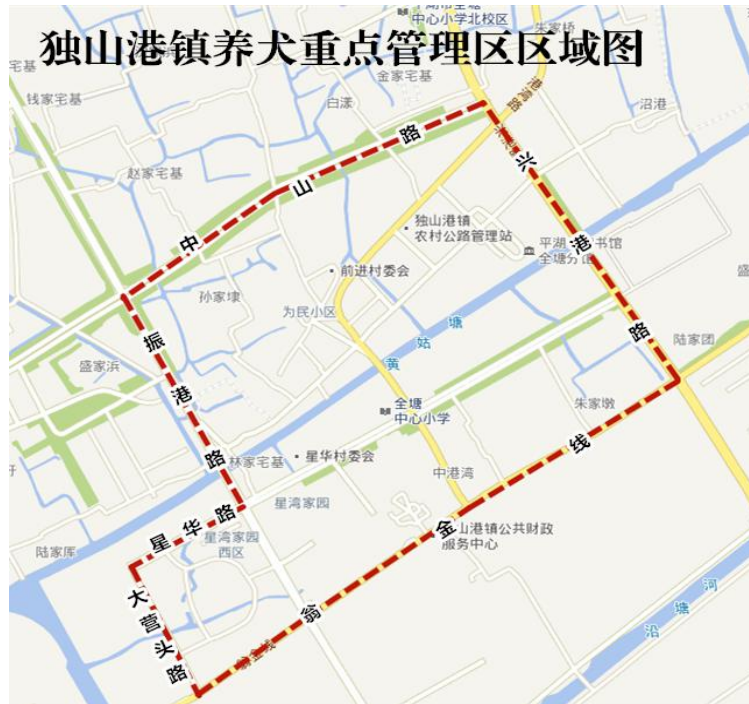 中心小学北校区
独山港镇养犬重点管理区区域图
朱家桥
宅基
金家宅基
钱家宅基
白漾
港湾路
沼港
中山路
兴港路
赵家宅基
独山港镇
农村公路管理站
平湖
书馆
全塘分
前进村委会
孙家埭
为民小区
盛
黄姑塘
陆家团
盛家浜
振港路
全塘
中心小学
朱家墩
林家宅基
星华村委会
中港湾
星华路
星湾家园
星湾家园
西区
陆家厍
山港镇公共财政
服务中心
翁金线
大营头路
沿塘河